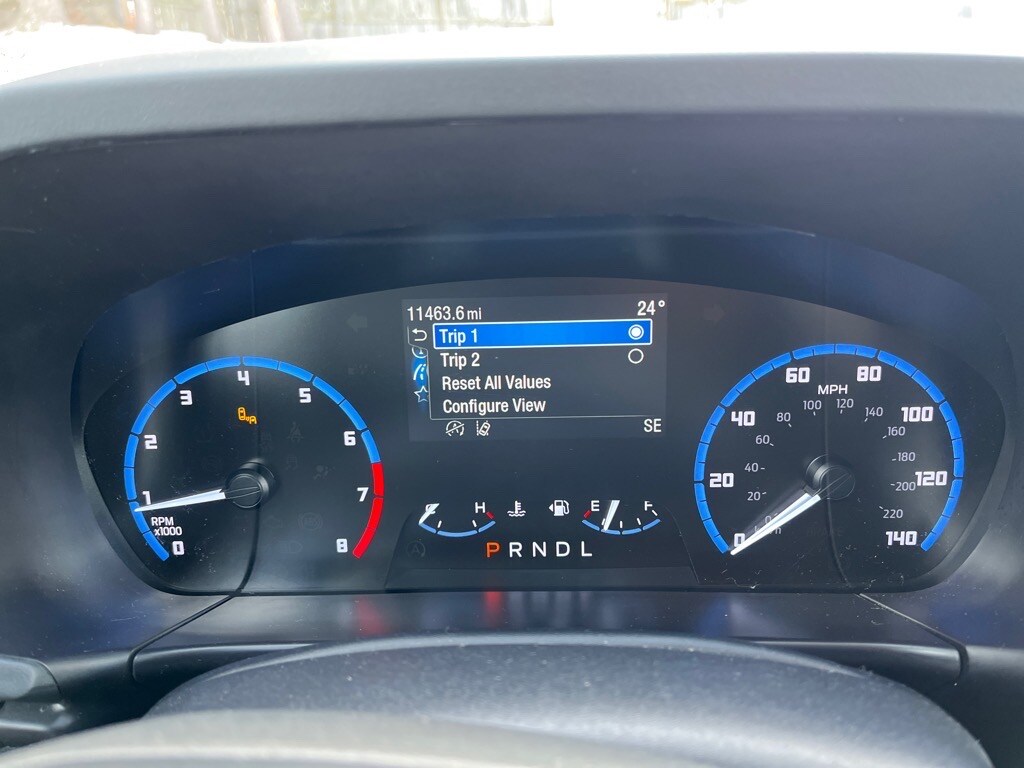 11463.6 mi 24°
Trip 1
Trip 2
Reset All Values
Configure View
SE
0 1 2 3 4 5 6 7 8
RPM
x1000
C H
E F
P R N D L
0 20 40 60 80 100 120 140
MPH
20 40 60 80 100 120 140 160 180 200 220